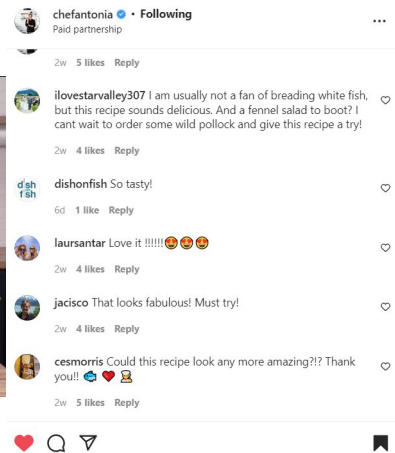 chefantonia • Following
Paid partnership
2w 5 likes Reply
ilovestarvalley307 I am usually not a fan of breading white fish,
but this recipe sounds delicious. And a fennel salad to boot? I
cant wait to order some wild pollock and give this recipe a try!
2w 4 likes Reply
dish
fish
dishonfish So tasty!
6d 1 like Reply
laursantar Love it !!!!!!😍😍😍
2w 4 likes Reply
jacisco That looks fabulous! Must try!
2w 4 likes Reply
cesmorris Could this recipe look any more amazing?!? Thank
you!! 🐟 ❤️ 👩‍🍳
2w 5 likes Reply